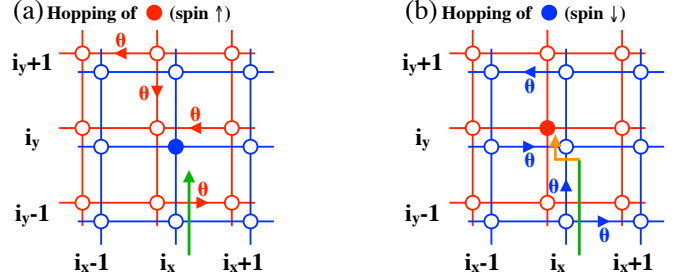 (a) Hopping of (spin ↑)
θ
i_y+1
θ
θ
i_y
θ
i_y-1
i_x-1 i_x i_x+1
(b) Hopping of (spin ↓)
i_y+1
θ
i_y
θ
θ
i_y-1
θ
i_x-1 i_x i_x+1